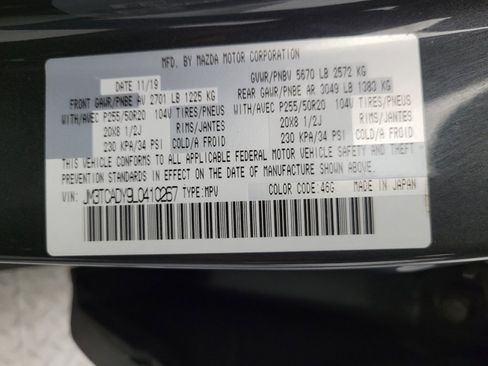 MFD. BY MAZDA MOTOR CORPORATION
DATE 11/19 GVWR/PNBV 5670 LB 2572 KG
FRONT GAWR/PNBE AV 2701 LB 1225 KG REAR GAWR/PNBE AR 3049 LB 1383 KG
WITH/AVEC P255/50R20 104V TIRES/PNEUS WITH/AVEC P255/50R20 104V TIRES/PNEUS
20X8 1/2J RIMS/JANTES 20X8 1/2J RIMS/JANTES
230 KPA/34 PSI COLD/A FROID 230 KPA/34 PSI COLD/A FROID
THIS VEHICLE CONFORMS TO ALL APPLICABLE FEDERAL MOTOR VEHICLE SAFETY, BUMPER, AND THEFT
PREVENTION STANDARDS IN EFFECT ON THE DATE OF MANUFACTURE SHOWN ABOVE.
VIN: JM3TCADY9L0410257 TYPE:MPV COLOR CODE: 46G MADE IN JAPAN